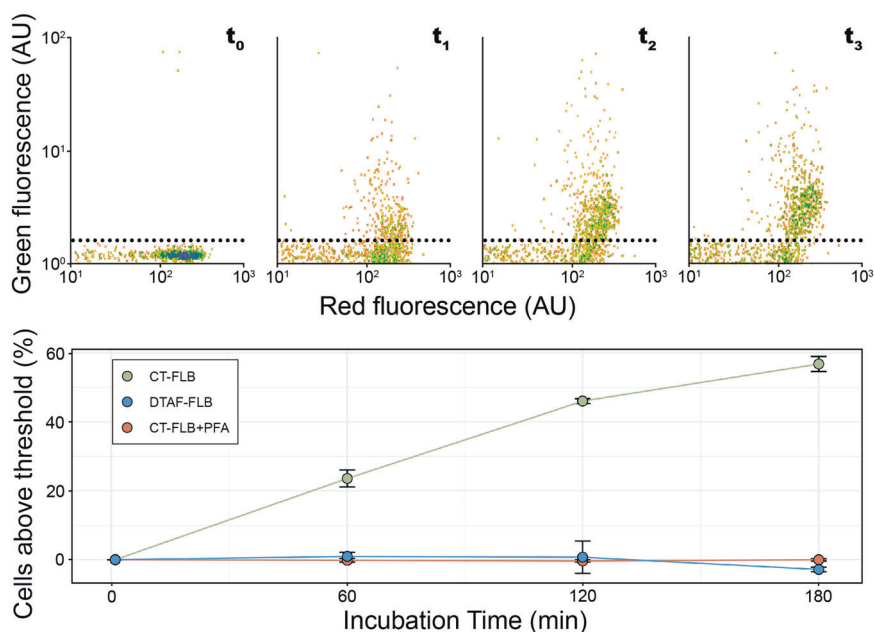 Green fluorescence (AU)
10²
10¹
10⁰
t₀
t₁
t₂
t₃
10¹ 10² 10³
10¹ 10² 10³
10¹ 10² 10³
10¹ 10² 10³
Red fluorescence (AU)
Cells above threshold (%)
60
40
20
0
CT-FLB
DTAF-FLB
CT-FLB+PFA
0 60 120 180
Incubation Time (min)